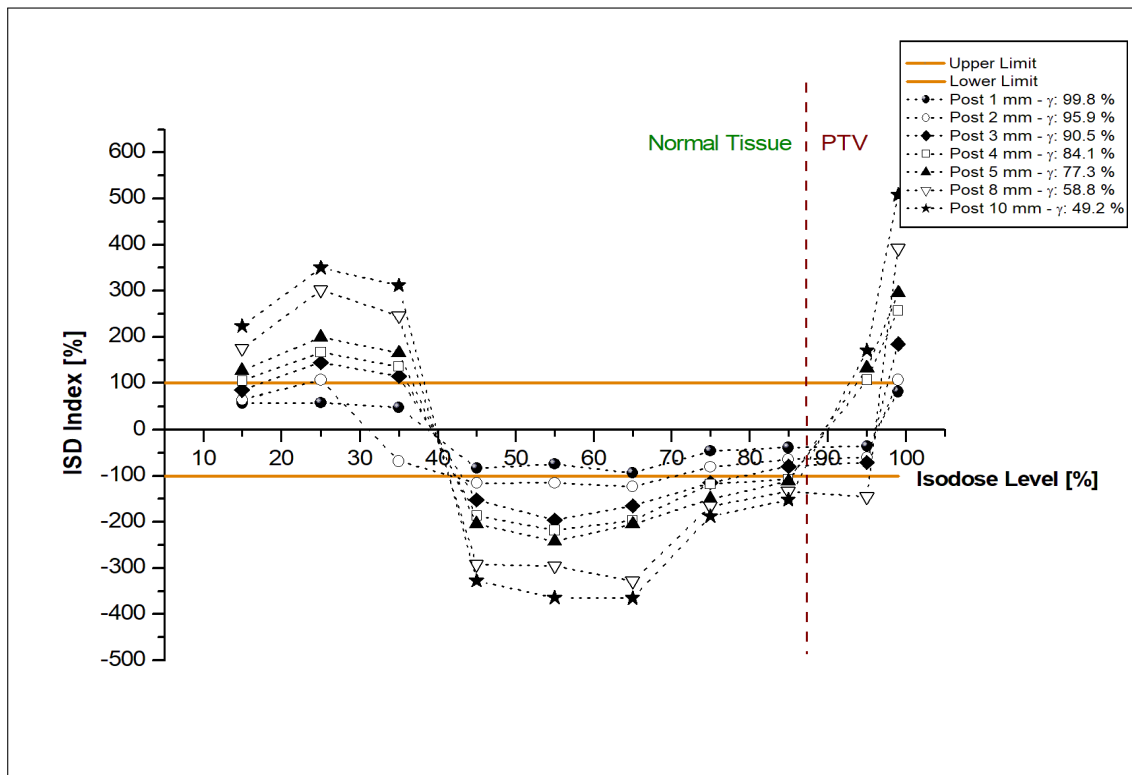 Upper Limit
Lower Limit
Post 1 mm - γ: 99.8 %
Post 2 mm - γ: 95.9 %
Post 3 mm - γ: 90.5 %
Post 4 mm - γ: 84.1 %
Post 5 mm - γ: 77.3 %
Post 8 mm - γ: 58.8 %
Post 10 mm - γ: 49.2 %
Normal Tissue
PTV
ISD Index [%]
600
500
400
300
200
100
0
-100
-200
-300
-400
-500
10 20 30 40 50 60 70 80 90 100
Isodose Level [%]